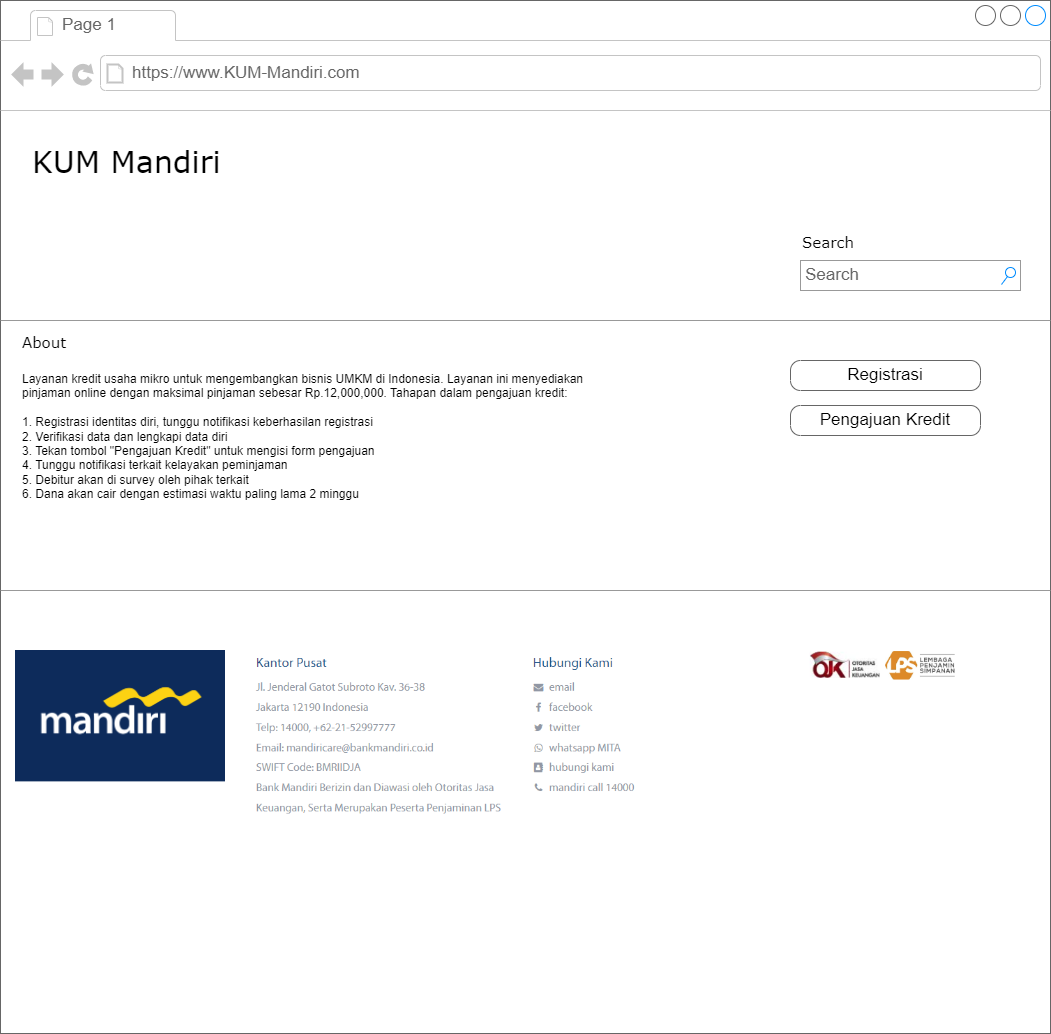 Page 1
https://www.KUM-Mandiri.com
KUM Mandiri
Search
Search
About
Layanan kredit usaha mikro untuk mengembangkan bisnis UMKM di Indonesia. Layanan ini menyediakan
pinjaman online dengan maksimal pinjaman sebesar Rp.12,000,000. Tahapan dalam pengajuan kredit:
1. Registrasi identitas diri, tunggu notifikasi keberhasilan registrasi
2. Verifikasi data dan lengkapi data diri
3. Tekan tombol "Pengajuan Kredit" untuk mengisi form pengajuan
4. Tunggu notifikasi terkait kelayakan peminjaman
5. Debitur akan di survey oleh pihak terkait
6. Dana akan cair dengan estimasi waktu paling lama 2 minggu
Registrasi
Pengajuan Kredit
mandiri
Kantor Pusat
Jl. Jenderal Gatot Subroto Kav. 36-38
Jakarta 12190 Indonesia
Telp: 14000, +62-21-52997777
Email: mandiricare@bankmandiri.co.id
SWIFT Code: BMRIIDJA
Bank Mandiri Berizin dan Diawasi oleh Otoritas Jasa
Keuangan, Serta Merupakan Peserta Penjaminan LPS
Hubungi Kami
email
facebook
twitter
whatsapp MITA
hubungi kami
mandiri call 14000
OJK
OTORITAS
JASA
KEUANGAN
LPS
LEMBAGA
PENJAMIN
SIMPANAN